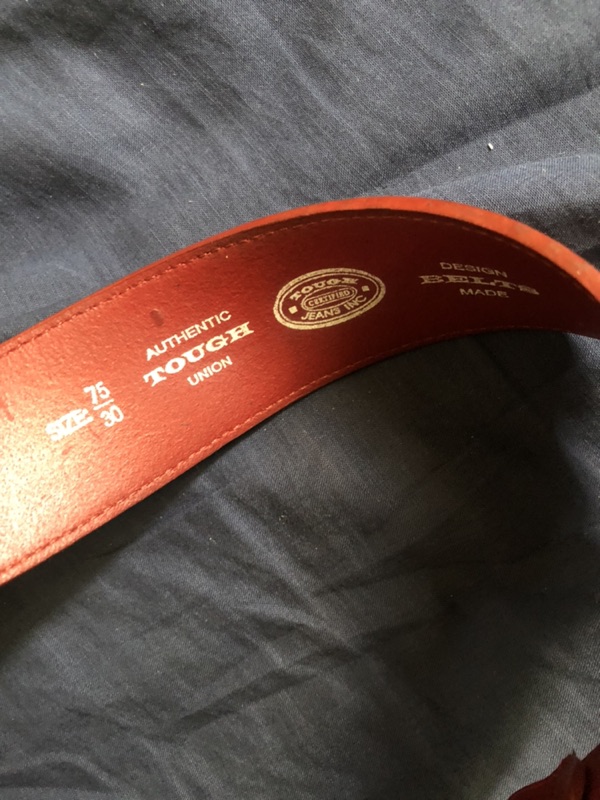 SIZE: 75/30
AUTHENTIC
TOUGH
UNION
TOUGH
CERTIFIED
JEANS INC
DESIGN
BELTS
MADE